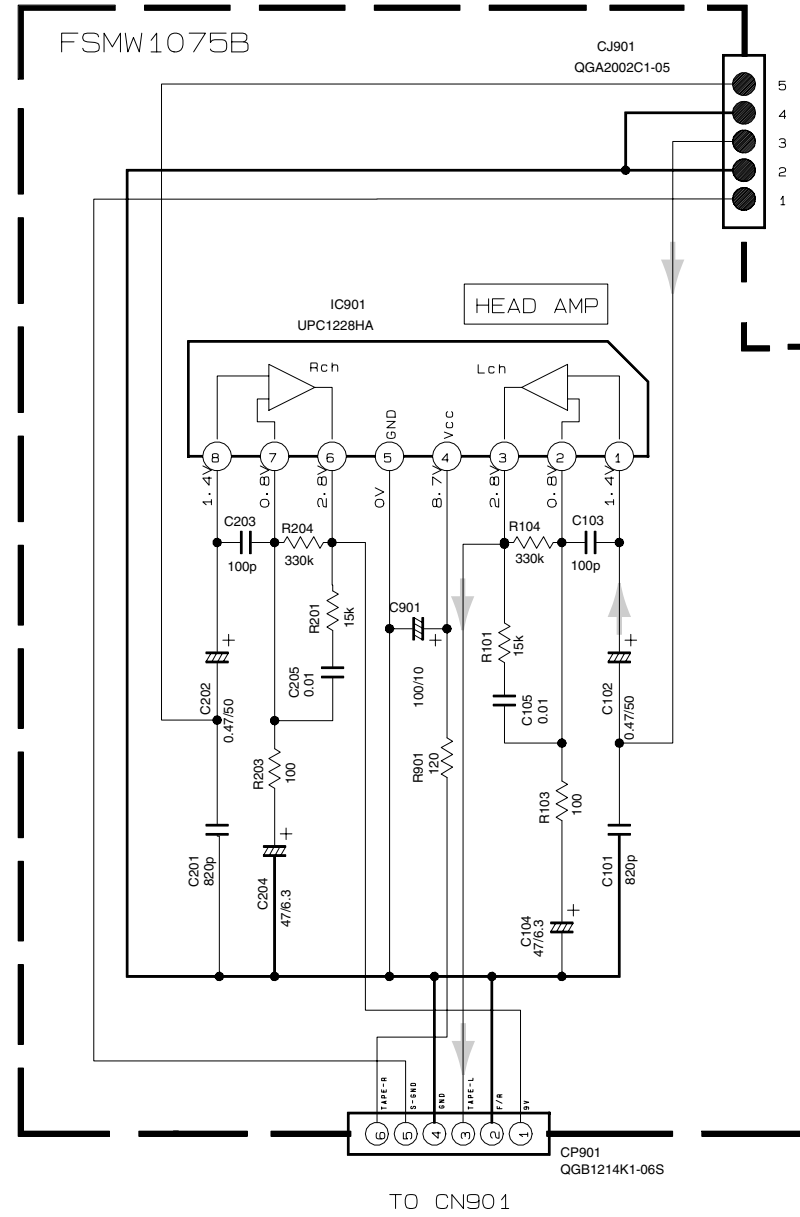 FSMW1075B
CJ901
QGA2002C1-05
5
4
3
2
1
HEAD AMP
IC901
UPC1228HA
Rch
Lch
GND
Vcc
8
7
6
5
4
3
2
1
1.4V
0.8V
2.8V
0V
8.7V
2.8V
0.8V
1.4V
C203
100p
R204
330k
R104
330k
C103
100p
R201
15k
C901
+
100/10
R101
15k
+
C202
0.47/50
C205
0.01
C105
0.01
+
C102
0.47/50
R203
100
R901
120
R103
100
C201
820p
+
C204
47/6.3
C101
820p
+
C104
47/6.3
TAPE-R
S-GND
GND
TAPE-L
F/R
9V
6
5
4
3
2
1
CP901
QGB1214K1-06S
TO CN901